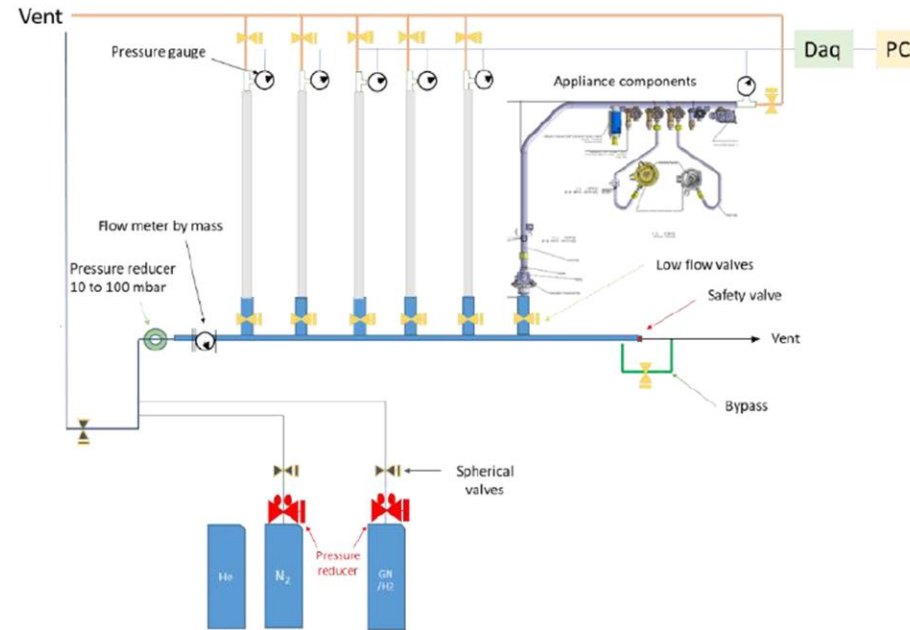 Vent
Pressure gauge
Appliance components
Daq
PC
Flow meter by mass
Pressure reducer
10 to 100 mbar
Low flow valves
Safety valve
Vent
Bypass
Spherical
valves
Pressure
reducer
He
N2
GN
/H2